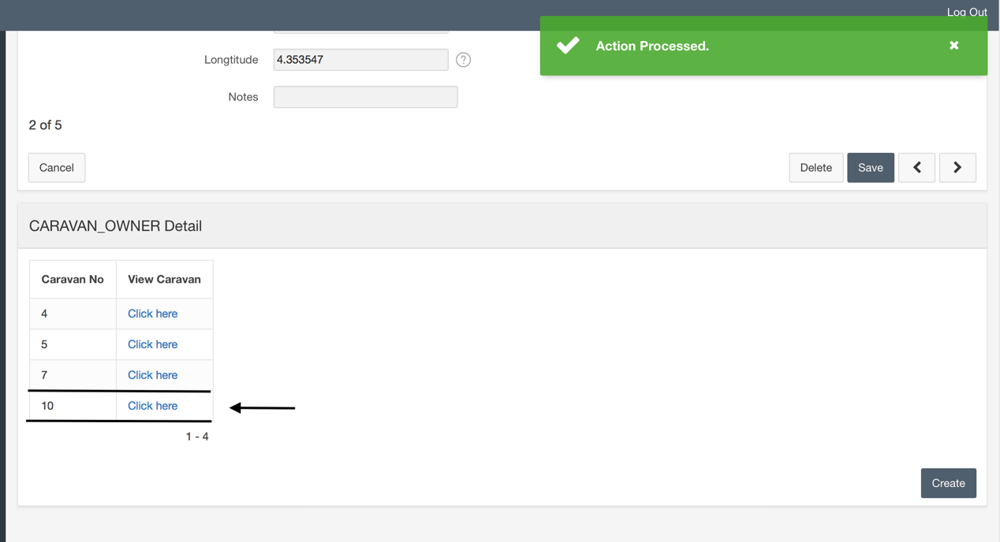 Log Out
Action Processed.
Longtitude 4.353547 ?
Notes
2 of 5
Cancel Delete Save
CARAVAN_OWNER Detail
Caravan No View Caravan
4 Click here
5 Click here
7 Click here
10 Click here
1 - 4
Create